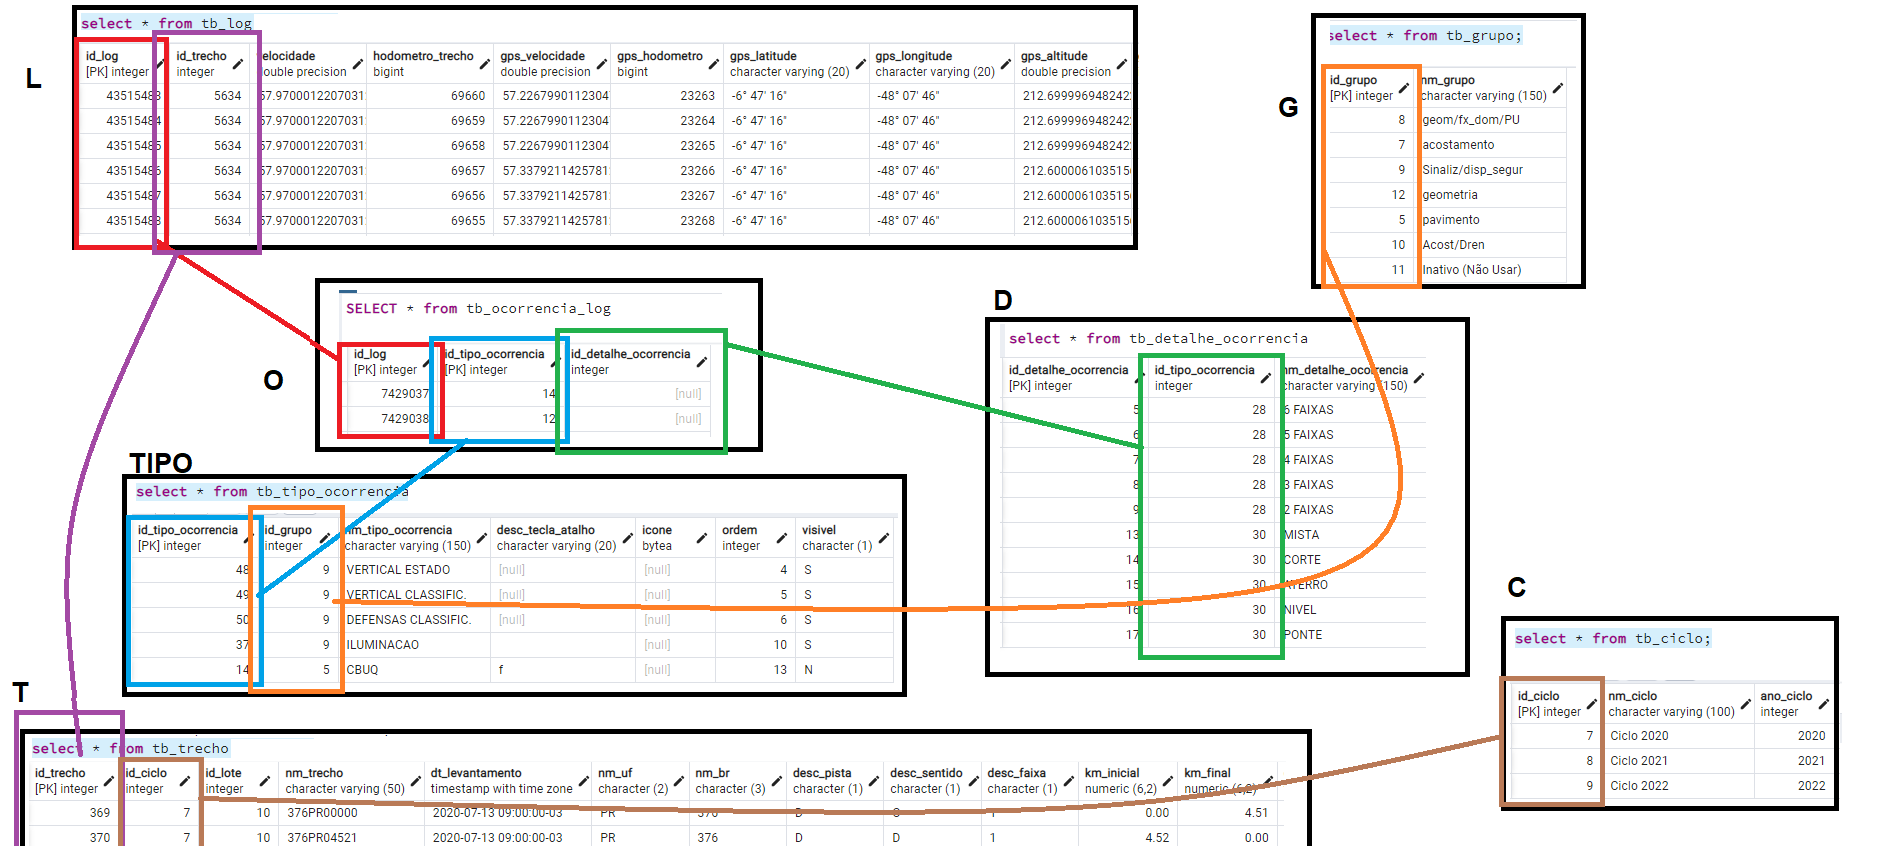 select * from tb_log
id_log id_trecho velocidade hodometro_trecho gps_velocidade gps_hodometro gps_latitude gps_longitude gps_altitude
[PK] integer integer double precision bigint double precision bigint character varying (20) character varying (20) double precision
43515483 5634 57.9700012207031 69660 57.2267990112304 23263 -6° 47' 16" -48° 07' 46" 212.6999969482422
43515484 5634 57.9700012207031 69659 57.2267990112304 23264 -6° 47' 16" -48° 07' 46" 212.6999969482422
43515485 5634 57.9700012207031 69658 57.2267990112304 23265 -6° 47' 16" -48° 07' 46" 212.6999969482422
43515486 5634 57.9700012207031 69657 57.3379211425781 23266 -6° 47' 16" -48° 07' 46" 212.6000061035156
43515487 5634 57.9700012207031 69656 57.3379211425781 23267 -6° 47' 16" -48° 07' 46" 212.6000061035156
43515488 5634 57.9700012207031 69655 57.3379211425781 23268 -6° 47' 16" -48° 07' 46" 212.6000061035156
L
select * from tb_grupo;
id_grupo nm_grupo
[PK] integer character varying (150)
8 geom/fx_dom/PU
7 acostamento
9 Sinaliz/disp_segur
12 geometria
5 pavimento
10 Acost/Dren
11 Inativo (Não Usar)
G
SELECT * from tb_ocorrencia_log
id_log id_tipo_ocorrencia id_detalhe_ocorrencia
[PK] integer [PK] integer integer
7429037 14 [null]
7429038 12 [null]
O
D
select * from tb_detalhe_ocorrencia
id_detalhe_ocorrencia id_tipo_ocorrencia nm_detalhe_ocorrencia
[PK] integer integer character varying (150)
5 28 6 FAIXAS
6 28 5 FAIXAS
7 28 4 FAIXAS
8 28 3 FAIXAS
9 28 2 FAIXAS
13 30 MISTA
14 30 CORTE
15 30 ATERRO
16 30 NIVEL
17 30 PONTE
TIPO
select * from tb_tipo_ocorrencia
id_tipo_ocorrencia id_grupo nm_tipo_ocorrencia desc_tecla_atalho icone ordem visivel
[PK] integer integer character varying (150) character varying (20) bytea integer character (1)
48 9 VERTICAL ESTADO [null] [null] 4 S
49 9 VERTICAL CLASSIFIC. [null] [null] 5 S
50 9 DEFENSAS CLASSIFIC. [null] [null] 6 S
37 9 ILUMINACAO [null] 10 S
14 5 CBUQ f [null] 13 N
C
select * from tb_ciclo;
id_ciclo nm_ciclo ano_ciclo
[PK] integer character varying (100) integer
7 Ciclo 2020 2020
8 Ciclo 2021 2021
9 Ciclo 2022 2022
T
select * from tb_trecho
id_trecho id_ciclo id_lote nm_trecho dt_levantamento nm_uf nm_br desc_pista desc_sentido desc_faixa km_inicial km_final
[PK] integer integer integer character varying (50) timestamp with time zone character (2) character (3) character (1) character (1) character (1) numeric (6,2) numeric (6,2)
369 7 10 376PR00000 2020-07-13 09:00:00-03 PR 376 D C 1 0.00 4.51
370 7 10 376PR04521 2020-07-13 09:00:00-03 PR 376 D D 1 4.52 0.00